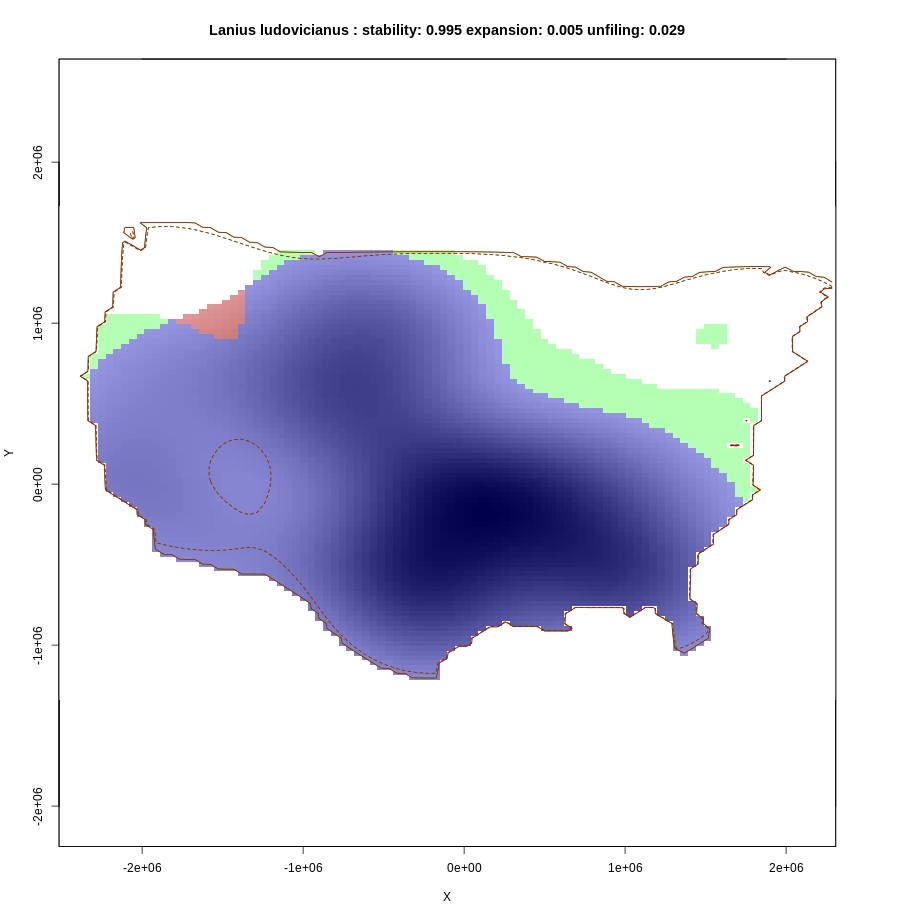 Lanius ludovicianus : stability: 0.995 expansion: 0.005 unfiling: 0.029
2e+06
1e+06
0e+00
-1e+06
-2e+06
Y
-2e+06 -1e+06 0e+00 1e+06 2e+06
X